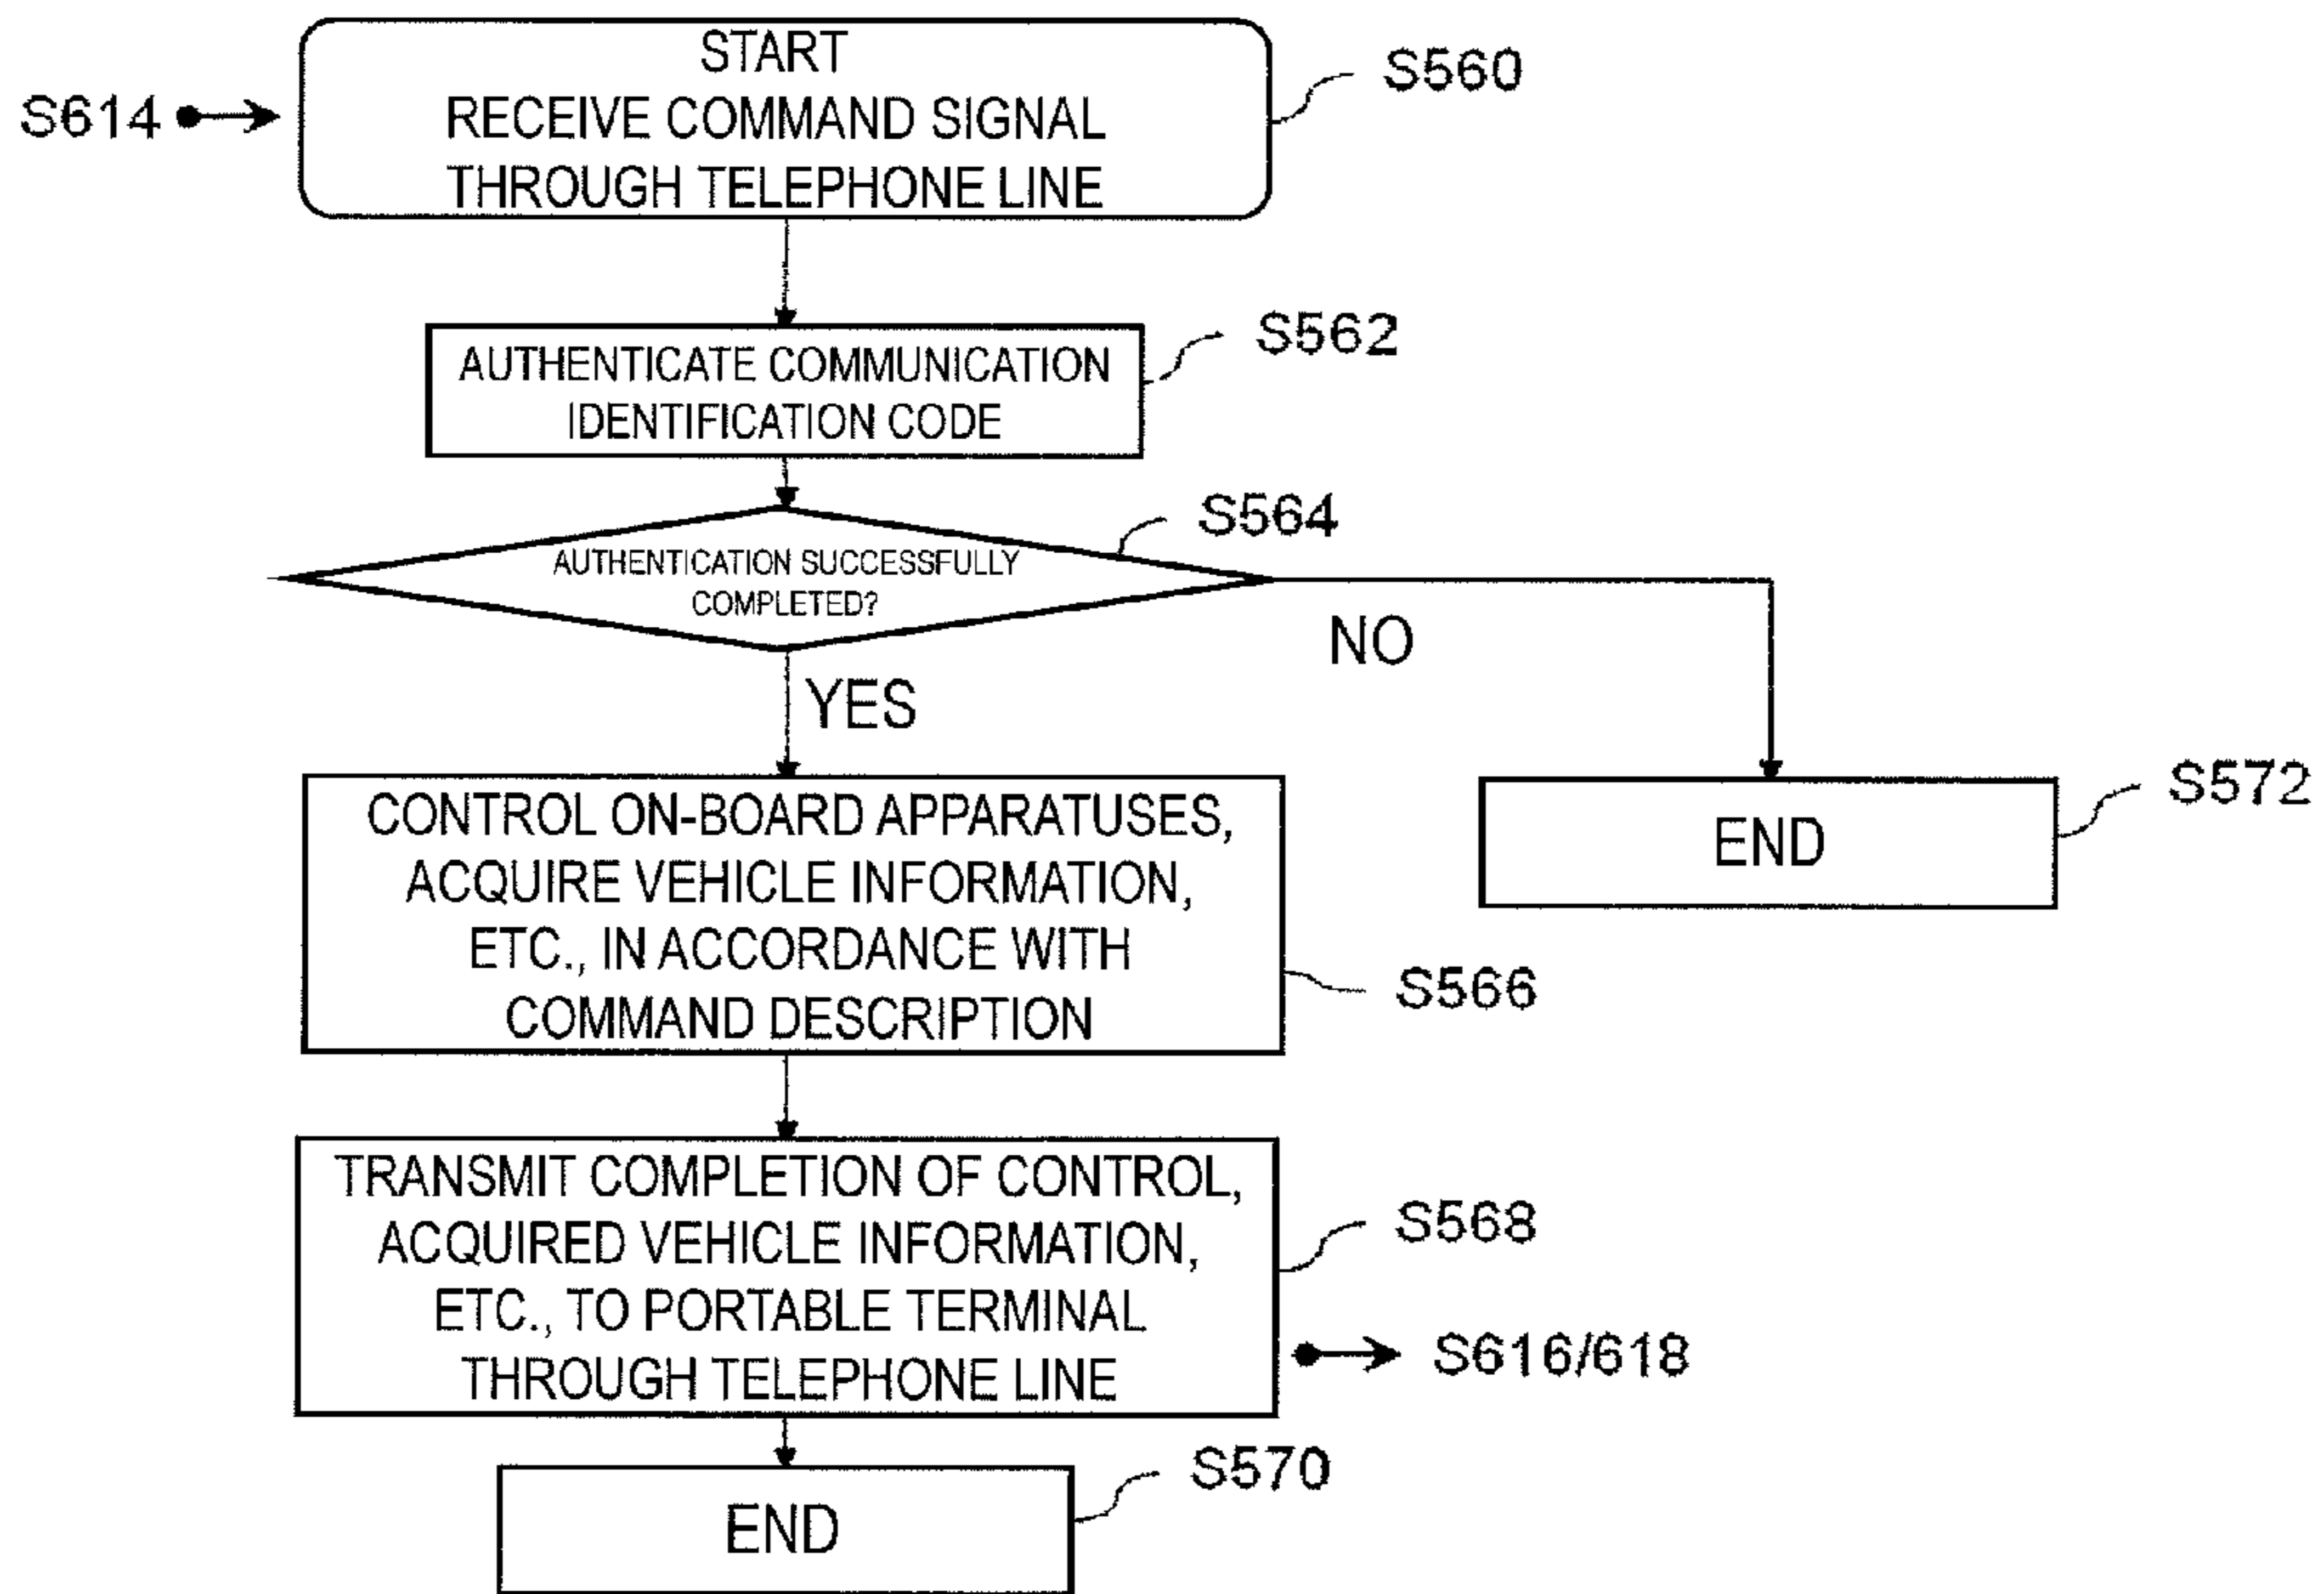 START
RECEIVE COMMAND SIGNAL
THROUGH TELEPHONE LINE
S560
S614
AUTHENTICATE COMMUNICATION
IDENTIFICATION CODE
S562
AUTHENTICATION SUCCESSFULLY
COMPLETED?
S564
NO
YES
CONTROL ON-BOARD APPARATUSES,
ACQUIRE VEHICLE INFORMATION,
ETC., IN ACCORDANCE WITH
COMMAND DESCRIPTION
S566
END
S572
TRANSMIT COMPLETION OF CONTROL,
ACQUIRED VEHICLE INFORMATION,
ETC., TO PORTABLE TERMINAL
THROUGH TELEPHONE LINE
S568
S616/618
END
S570